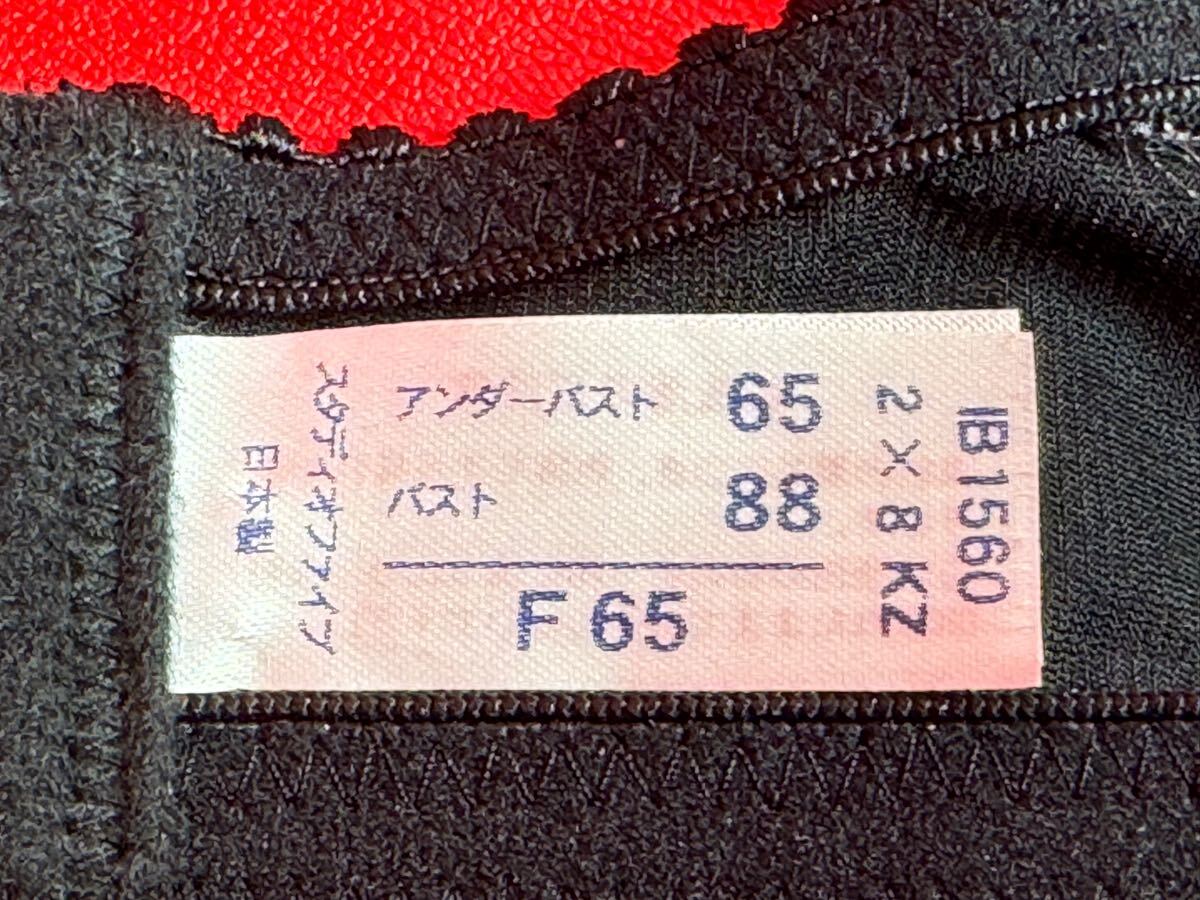 アンダーバスト 65
バスト 88
F65
IB1560
2×8 KZ
スタディオファイブ
日本製